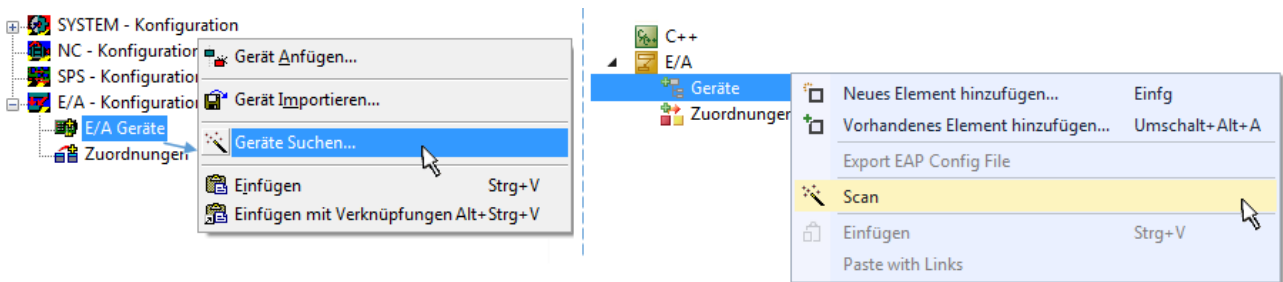 SYSTEM - Konfiguration
NC - Konfiguration
SPS - Konfiguration
E/A - Konfiguration
E/A Geräte
Zuordnungen
Gerät Anfügen...
Gerät Importieren...
Geräte Suchen...
Einfügen Strg+V
Einfügen mit Verknüpfungen Alt+Strg+V
C++
E/A
Geräte
Zuordnungen
Neues Element hinzufügen... Einfg
Vorhandenes Element hinzufügen... Umschalt+Alt+A
Export EAP Config File
Scan
Einfügen Strg+V
Paste with Links